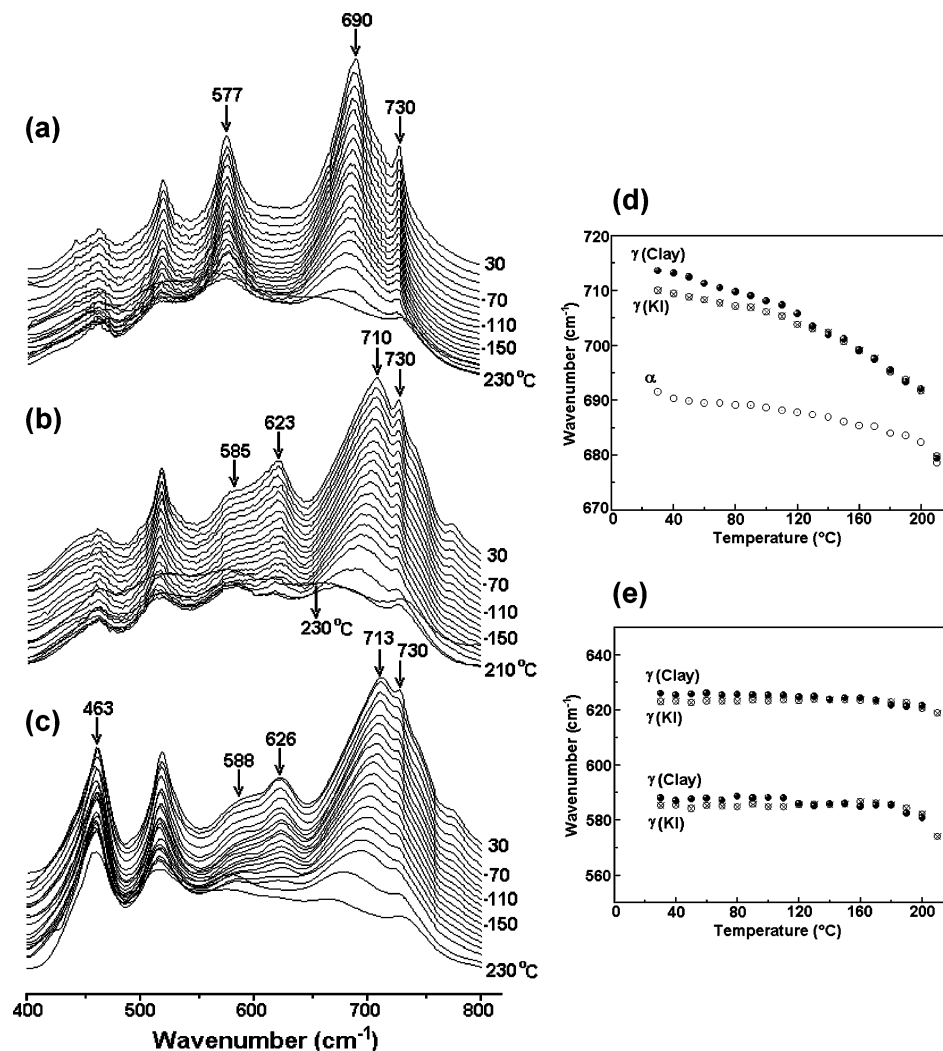 (a)
577
690
730
30
-70
-110
-150
230 °C
(b)
585
623
710
730
30
-70
-110
-150
230 °C
210 °C
(c)
463
588
626
713
730
30
-70
-110
-150
230 °C
400 500 600 700 800
Wavenumber (cm⁻¹)
(d)
720
710
700
690
680
670
Wavenumber (cm⁻¹)
γ (Clay)
γ (KI)
α
0 40 80 120 160 200
Temperature (°C)
(e)
640
620
600
580
560
Wavenumber (cm⁻¹)
γ (Clay)
γ (KI)
γ (Clay)
γ (KI)
0 40 80 120 160 200
Temperature (°C)